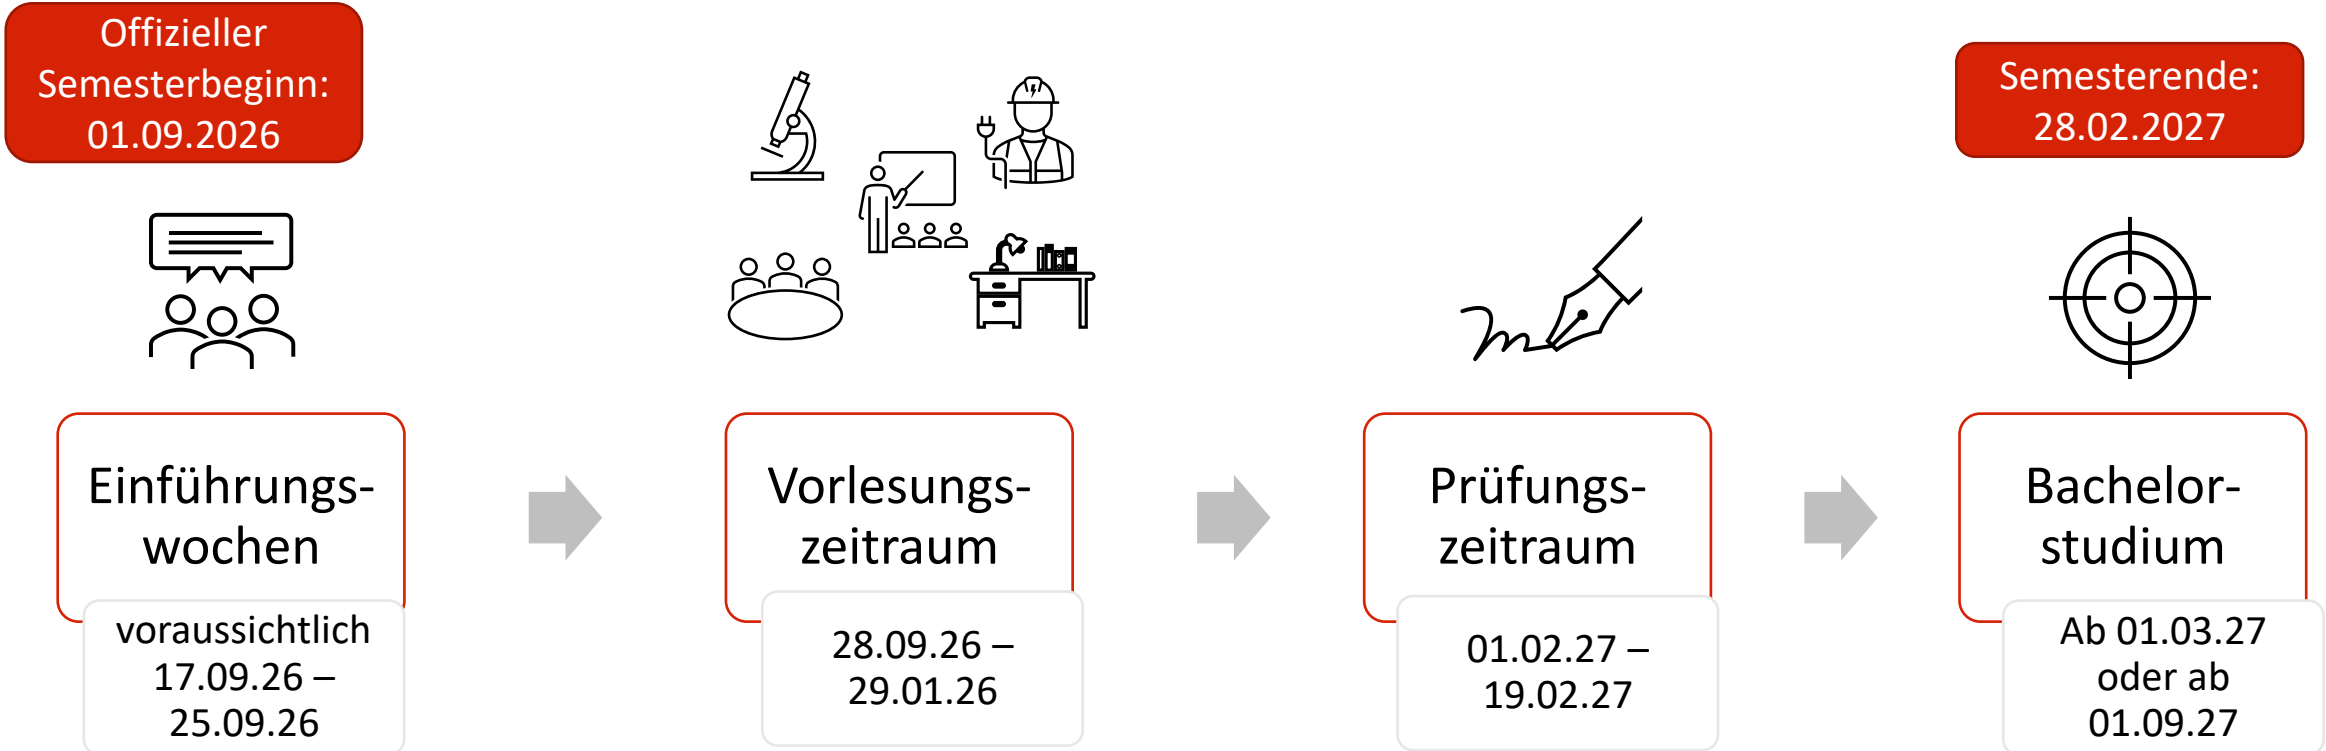 Offizieller
Semesterbeginn:
01.09.2026
Semesterende:
28.02.2027
Einführungs-
wochen
voraussichtlich
17.09.26 –
25.09.26
Vorlesungs-
zeitraum
28.09.26 –
29.01.26
Prüfungs-
zeitraum
01.02.27 –
19.02.27
Bachelor-
studium
Ab 01.03.27
oder ab
01.09.27